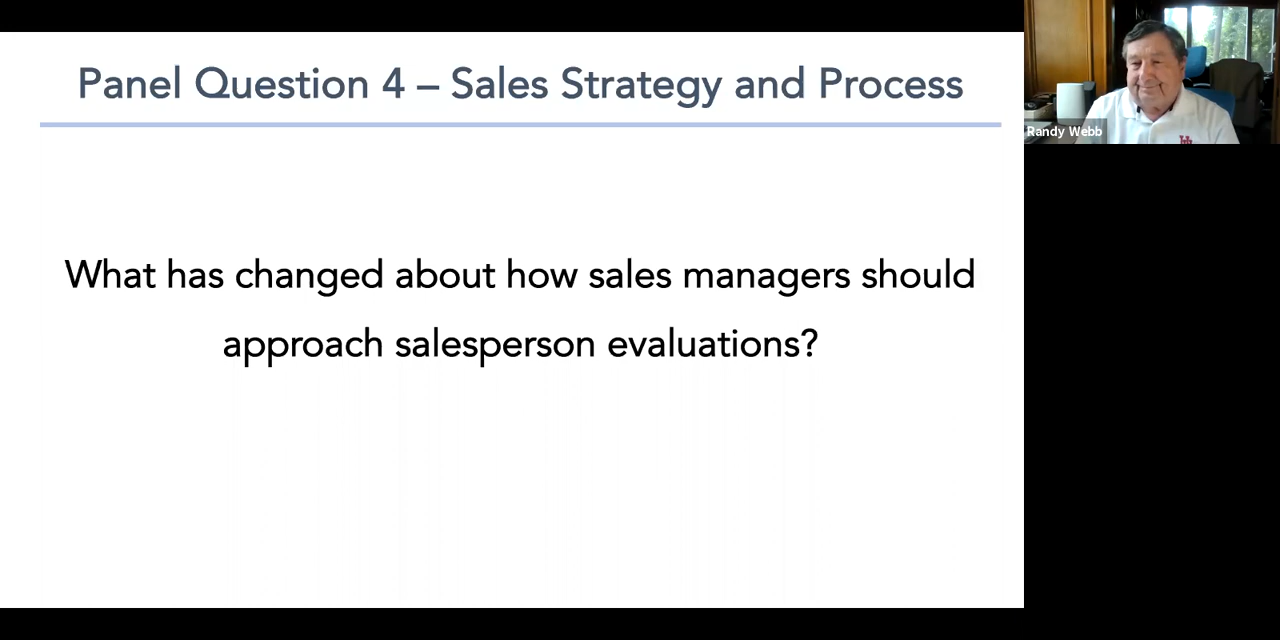 Panel Question 4 – Sales Strategy and Process
Randy Webb
What has changed about how sales managers should
approach salesperson evaluations?